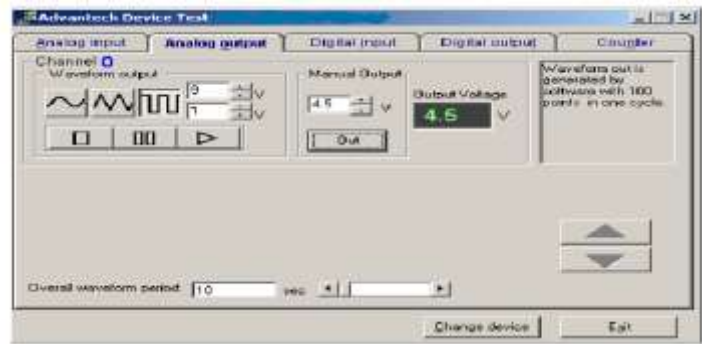 Advantech Device Test
Analog input
Analog output
Digital input
Digital output
Counter
Channel 0
Waveform output
V
V
Manual Output
4.5 V
Out
Output Voltage
4.5 V
Waveform out is
generated by
software with 100
points in one cycle.
Overall waveform period 10 sec
Change device
Exit